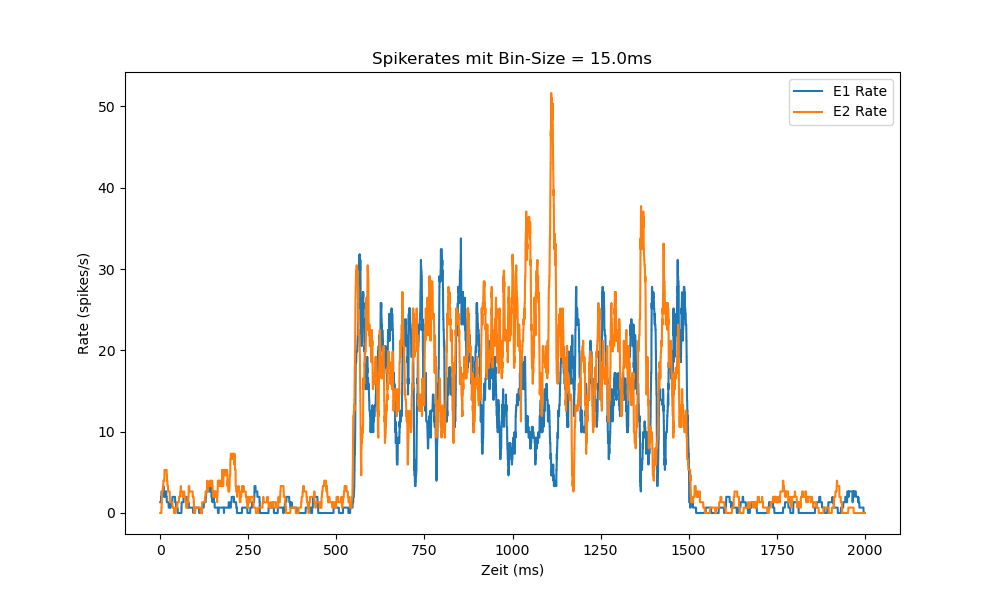 Spikerates mit Bin-Size = 15.0ms
E1 Rate
E2 Rate
Rate (spikes/s)
50
40
30
20
10
0
0 250 500 750 1000 1250 1500 1750 2000
Zeit (ms)